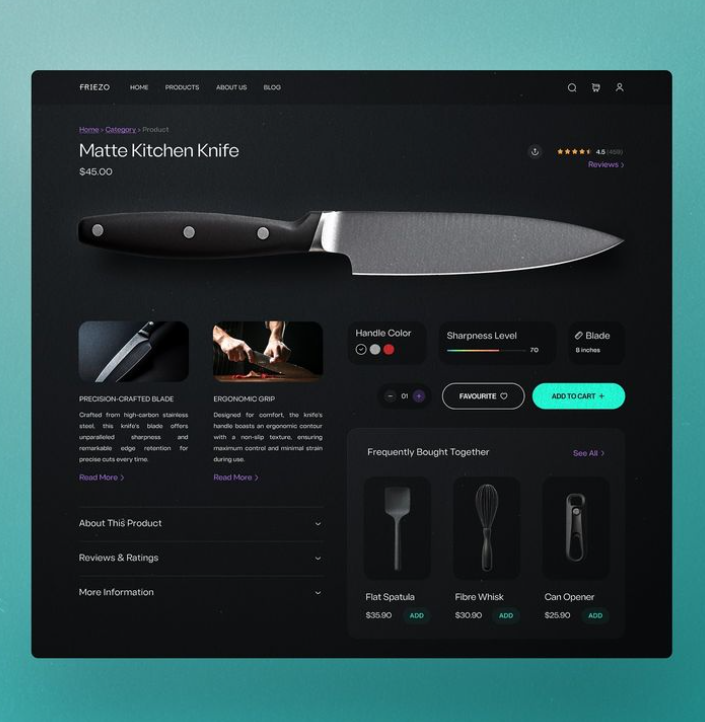 FRIEZO HOME PRODUCTS ABOUT US BLOG
Home > Category > Product
Matte Kitchen Knife
$45.00
4.5 (459)
Reviews >
Handle Color
Sharpness Level
70
Blade
8 inches
- 01 +
FAVOURITE
ADD TO CART +
PRECISION-CRAFTED BLADE
Crafted from high-carbon stainless
steel, this knife's blade offers
unparalleled sharpness and
remarkable edge retention for
precise cuts every time.
Read More >
ERGONOMIC GRIP
Designed for comfort, the knife's
handle boasts an ergonomic contour
with a non-slip texture, ensuring
maximum control and minimal strain
during use.
Read More >
About This Product
Reviews & Ratings
More Information
Frequently Bought Together
See All >
Flat Spatula
$35.90 ADD
Fibre Whisk
$30.90 ADD
Can Opener
$25.90 ADD